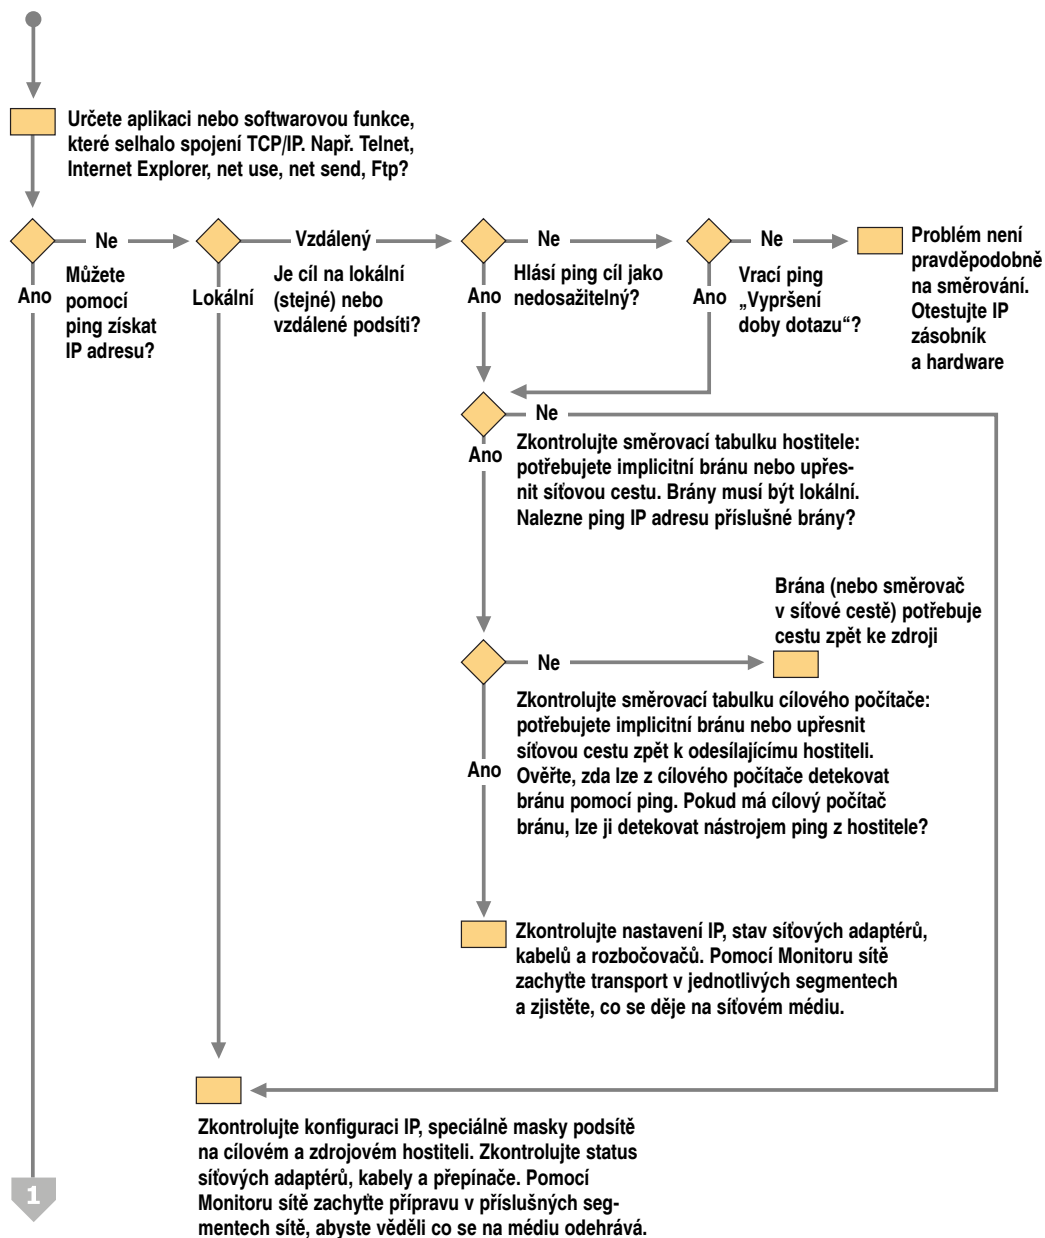 Určete aplikaci nebo softwarovou funkce,
které selhalo spojení TCP/IP. Např. Telnet,
Internet Explorer, net use, net send, Ftp?
Ne
Ano
Můžete
pomocí
ping získat
IP adresu?
Vzdálený
Lokální
Je cíl na lokální
(stejné) nebo
vzdálené podsíti?
Ne
Ano
Hlásí ping cíl jako
nedosažitelný?
Ne
Ano
Vrací ping
„Vypršení
doby dotazu“?
Problém není
pravděpodobně
na směrování.
Otestujte IP
zásobník
a hardware
Ne
Ano
Zkontrolujte směrovací tabulku hostitele:
potřebujete implicitní bránu nebo upřes-
nit síťovou cestu. Brány musí být lokální.
Nalezne ping IP adresu příslušné brány?
Brána (nebo směrovač
v síťové cestě) potřebuje
cestu zpět ke zdroji
Ne
Ano
Zkontrolujte směrovací tabulku cílového počítače:
potřebujete implicitní bránu nebo upřesnit
síťovou cestu zpět k odesílajícímu hostiteli.
Ověřte, zda lze z cílového počítače detekovat
bránu pomocí ping. Pokud má cílový počítač
bránu, lze ji detekovat nástrojem ping z hostitele?
Zkontrolujte nastavení IP, stav síťových adaptérů,
kabelů a rozbočovačů. Pomocí Monitoru sítě
zachyťte transport v jednotlivých segmentech
a zjistěte, co se děje na síťovém médiu.
Zkontrolujte konfiguraci IP, speciálně masky podsítě
na cílovém a zdrojovém hostiteli. Zkontrolujte status
síťových adaptérů, kabely a přepínače. Pomocí
Monitoru sítě zachyťte přípravu v příslušných seg-
mentech sítě, abyste věděli co se na médiu odehrává.
1